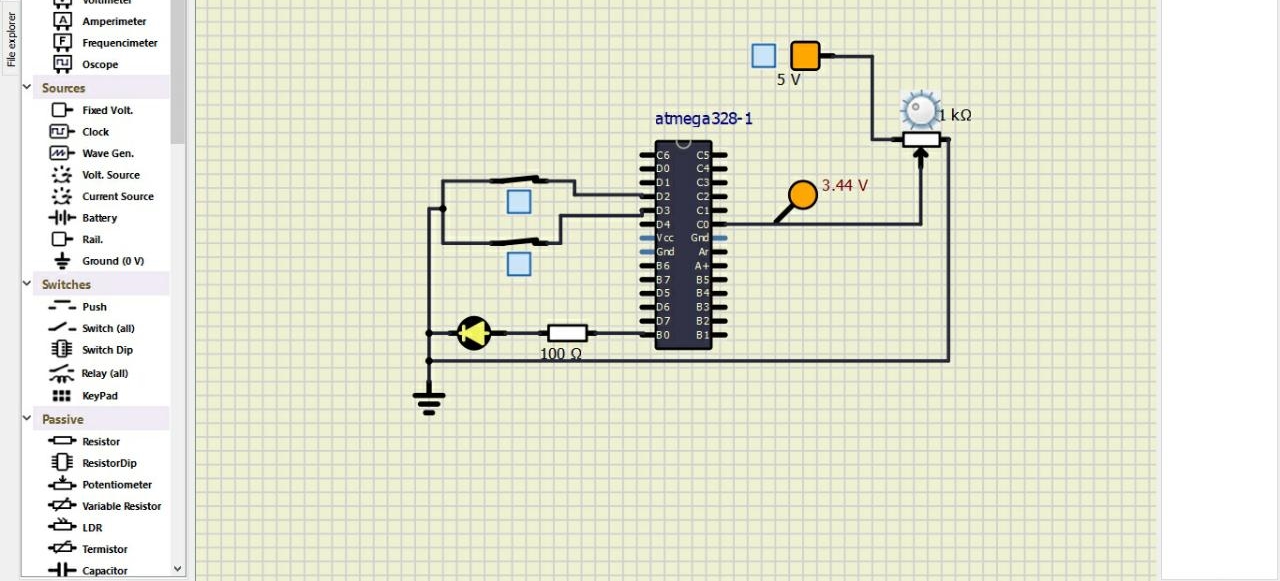 File explorer
Voltimeter
Amperimeter
Frequencimeter
Oscope
Sources
Fixed Volt.
Clock
Wave Gen.
Volt. Source
Current Source
Battery
Rail.
Ground (0 V)
Switches
Push
Switch (all)
Switch Dip
Relay (all)
KeyPad
Passive
Resistor
ResistorDip
Potentiometer
Variable Resistor
LDR
Termistor
Capacitor
5 V
1 kΩ
atmega328-1
3.44 V
C6 C5
D0 C4
D1 C3
D2 C2
D3 C1
D4 C0
Vcc Gnd
Gnd Ar
B6 A+
B7 B5
D5 B4
D6 B3
D7 B2
B0 B1
100 Ω